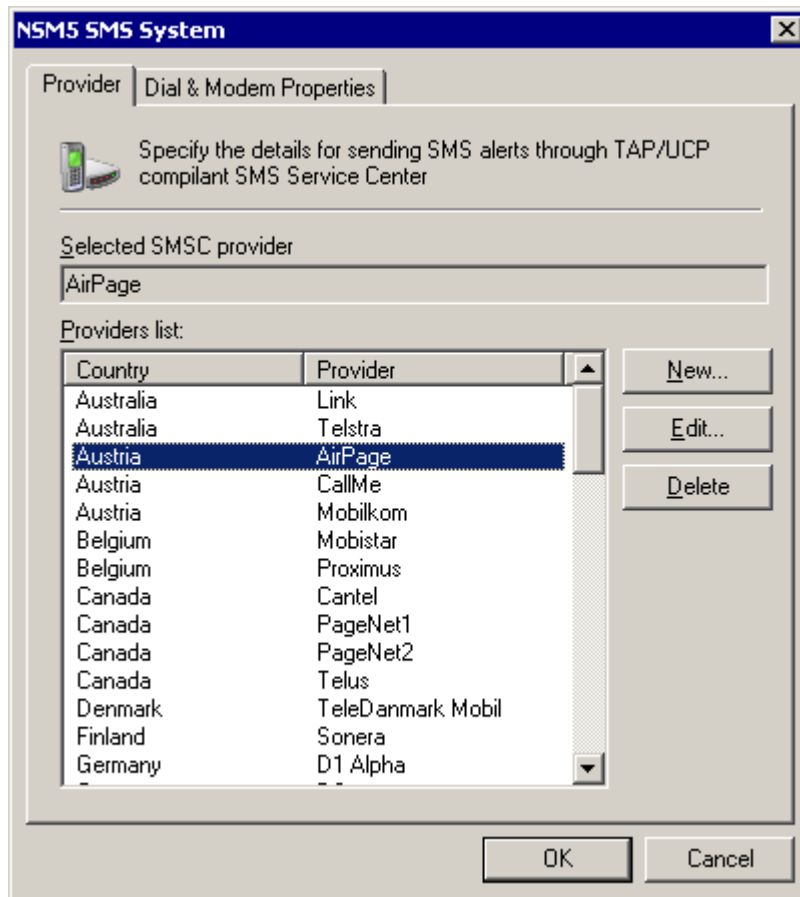 NSM5 SMS System
Provider
Dial & Modem Properties
Specify the details for sending SMS alerts through TAP/UCP
compilant SMS Service Center
Selected SMSC provider
AirPage
Providers list:
Country Provider
Australia Link
Australia Telstra
Austria AirPage
Austria CallMe
Austria Mobilkom
Belgium Mobistar
Belgium Proximus
Canada Cantel
Canada PageNet1
Canada PageNet2
Canada Telus
Denmark TeleDanmark Mobil
Finland Sonera
Germany D1 Alpha
New...
Edit...
Delete
OK
Cancel